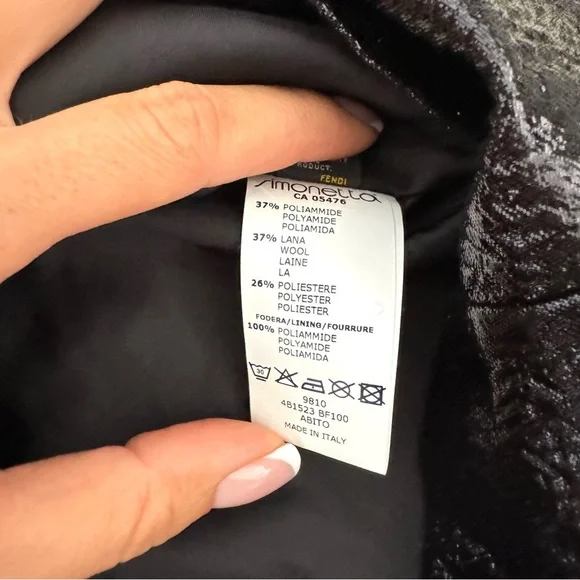 PRODUCT.
FENDI
Simonetta
CA 05476
37% POLIAMMIDE
POLYAMIDE
POLIAMIDA
37% LANA
WOOL
LAINE
LA
26% POLIESTERE
POLYESTER
POLIESTER
FODERA/LINING/FOURRURE
100% POLIAMMIDE
POLYAMIDE
POLIAMIDA
30
9810
4B1523 BF100
ABITO
MADE IN ITALY